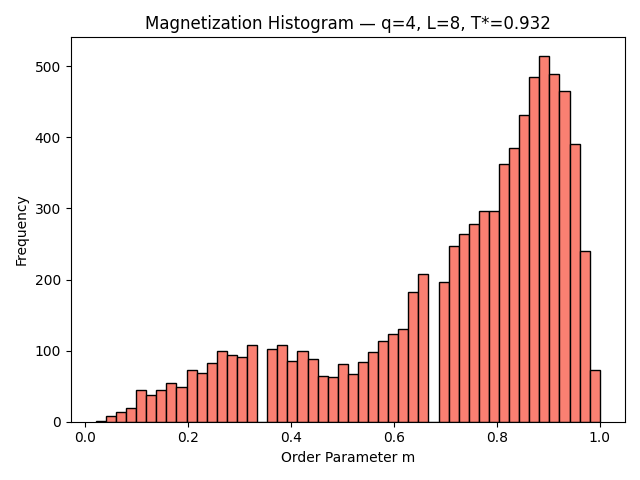 Magnetization Histogram — q=4, L=8, T*=0.932
Frequency
500
400
300
200
100
0
0.0 0.2 0.4 0.6 0.8 1.0
Order Parameter m